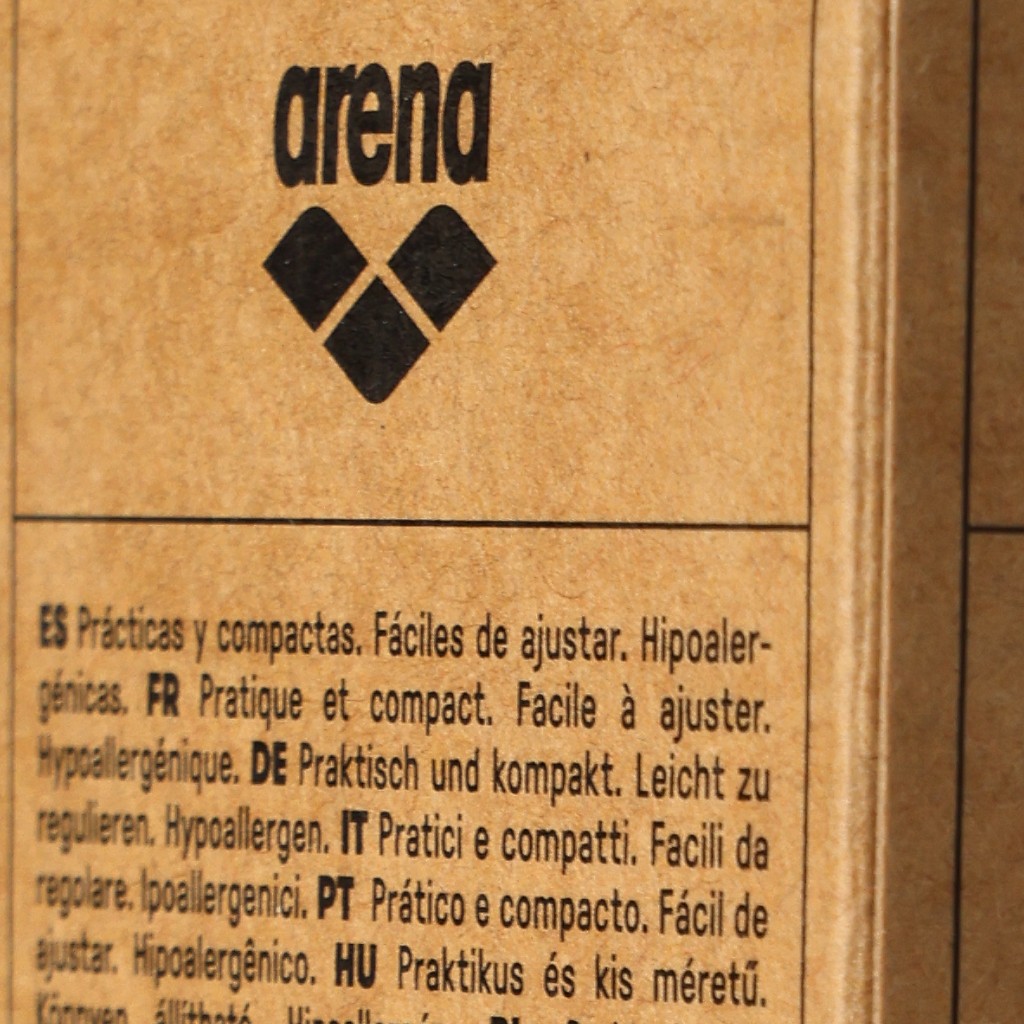 arena
ES Prácticas y compactas. Fáciles de ajustar. Hipoaler-
génicas. FR Pratique et compact. Facile à ajuster.
Hypoallergénique. DE Praktisch und kompakt. Leicht zu
regulieren. Hypoallergen. IT Pratici e compatti. Facili da
regolare. Ipoallergenici. PT Prático e compacto. Fácil de
ajustar. Hipoalergênico. HU Praktikus és kis méretű.
Könnyen állítható.